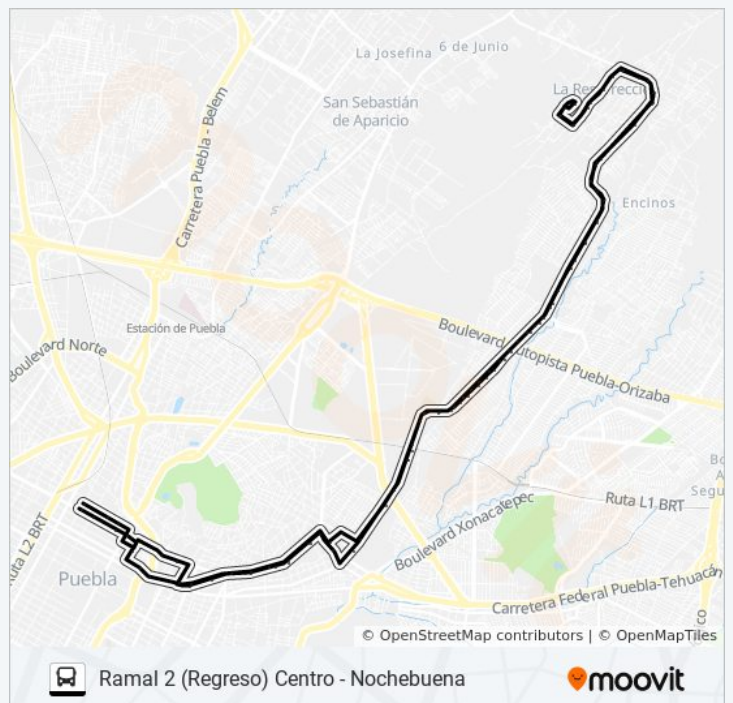 La Josefina
6 de Junio
La Resurrección
San Sebastián
de Aparicio
Carretera Puebla - Belem
Encinos
Estación de Puebla
Boulevard Autopista Puebla-Orizaba
Boulevard Norte
Ruta L1 BRT
Boulevard Xonacatepec
Ruta L2 BRT
Puebla
Carretera Federal Puebla-Tehuacán
© OpenStreetMap contributors | © OpenMapTiles
Ramal 2 (Regreso) Centro - Nochebuena
moovit